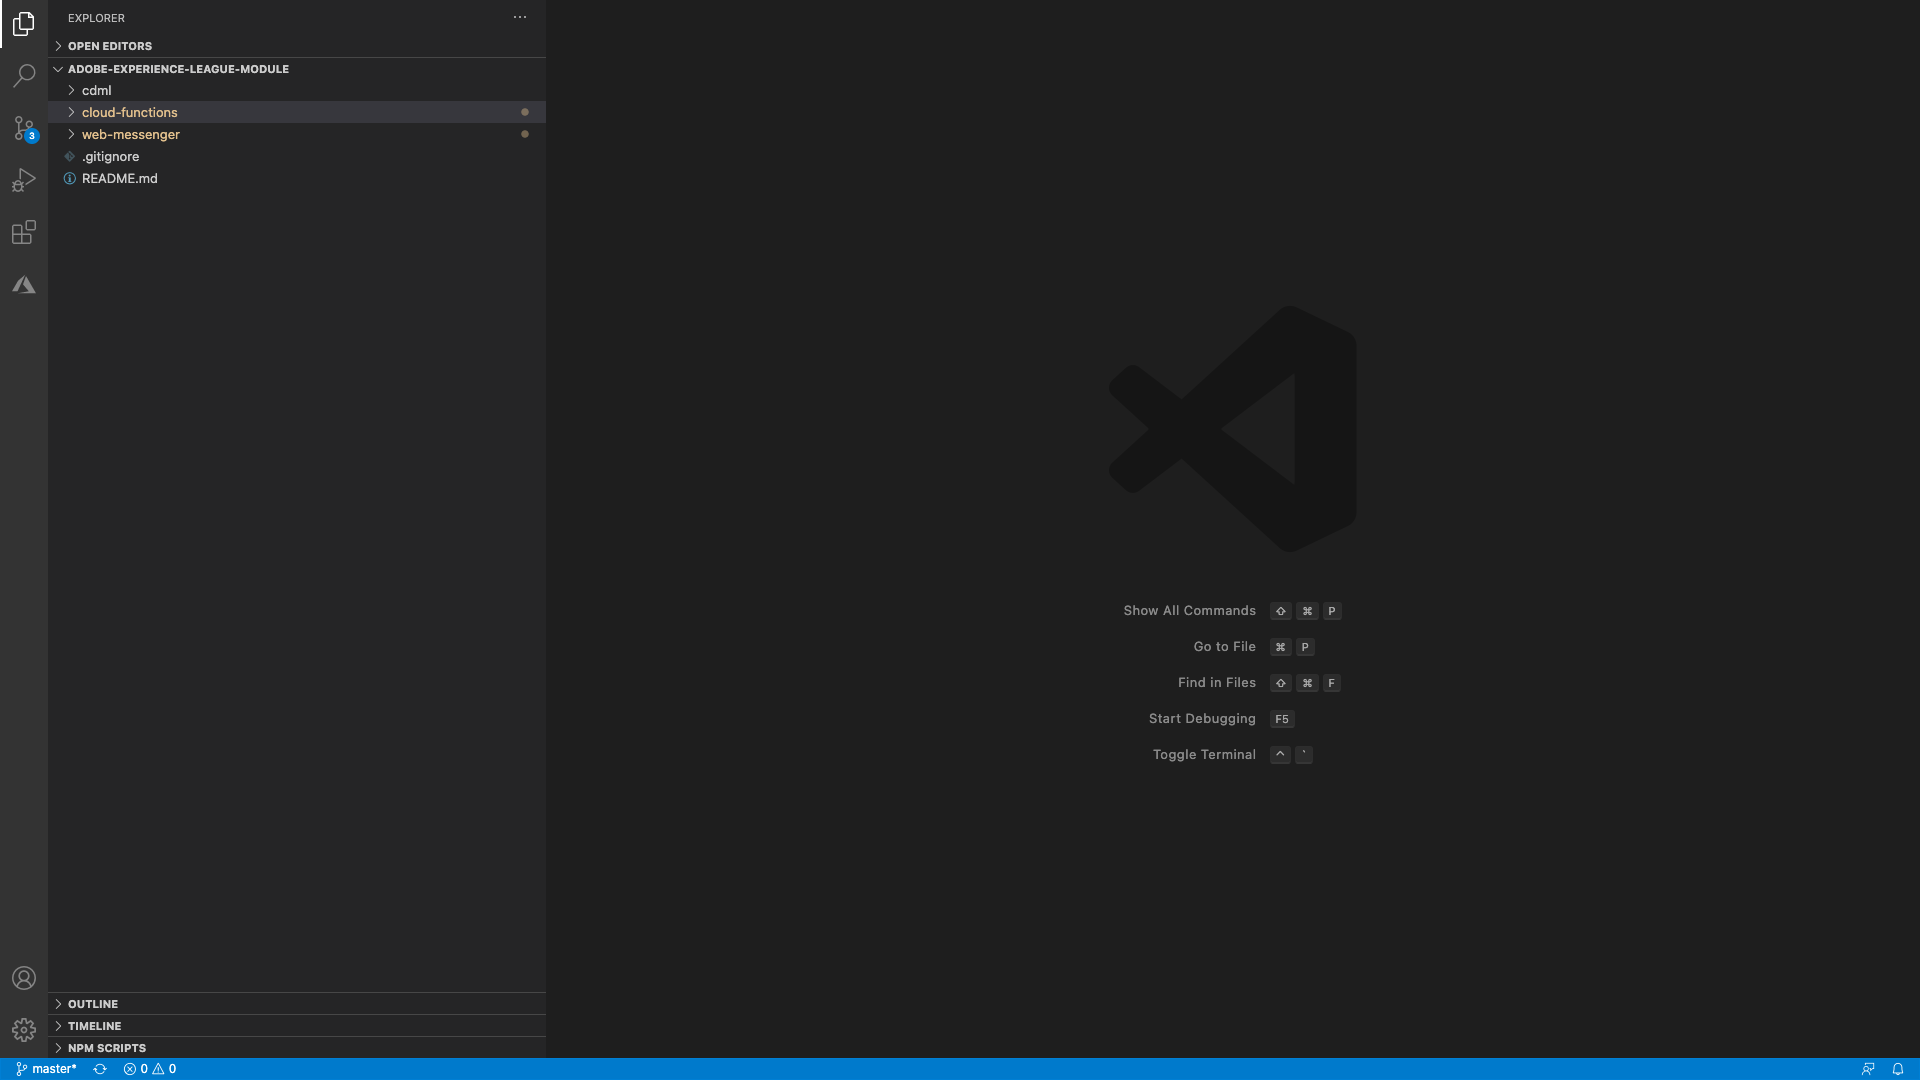 EXPLORER
OPEN EDITORS
ADOBE-EXPERIENCE-LEAGUE-MODULE
cdml
cloud-functions
web-messenger
.gitignore
README.md
3
Show All Commands ⇧ ⌘ P
Go to File ⌘ P
Find in Files ⇧ ⌘ F
Start Debugging F5
Toggle Terminal ^ `
OUTLINE
TIMELINE
NPM SCRIPTS
master* 0 0